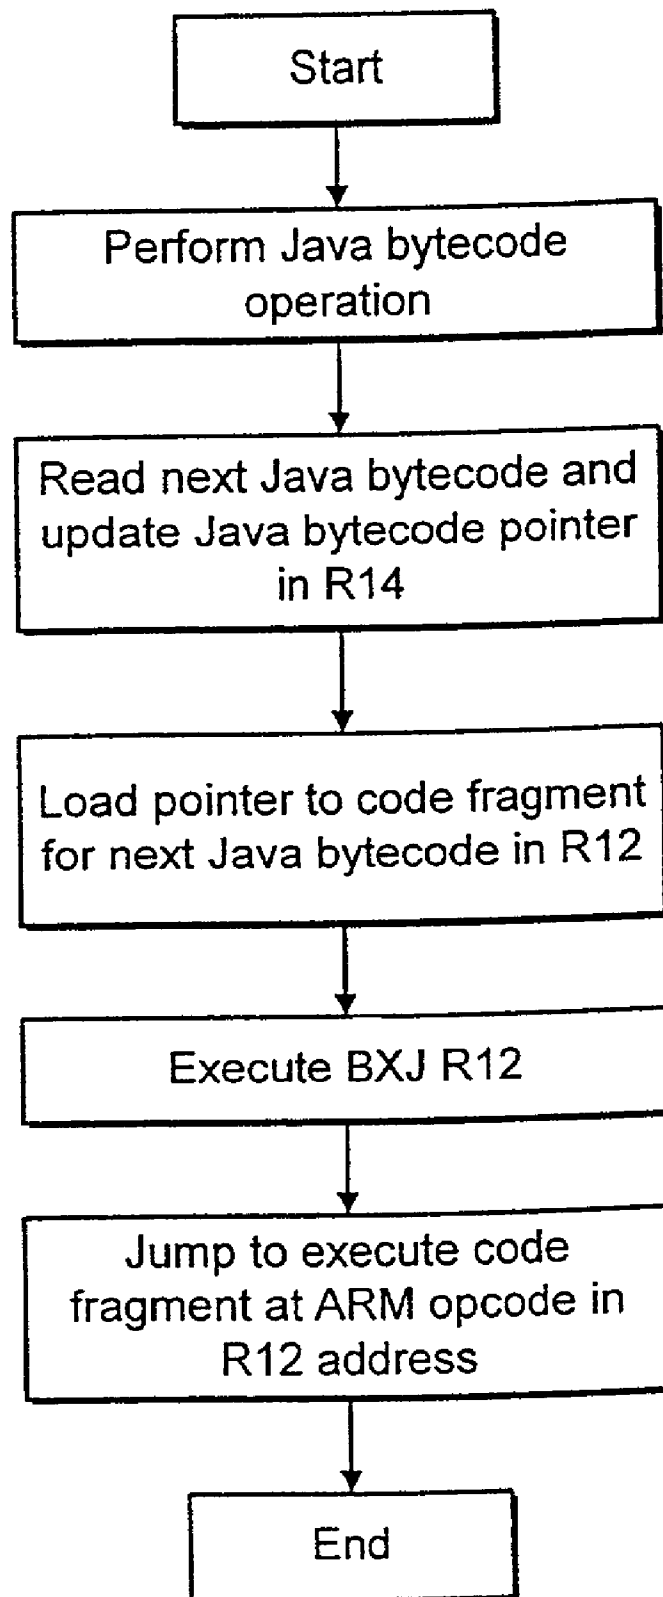 Start
Perform Java bytecode
operation
Read next Java bytecode and
update Java bytecode pointer
in R14
Load pointer to code fragment
for next Java bytecode in R12
Execute BXJ R12
Jump to execute code
fragment at ARM opcode in
R12 address
End